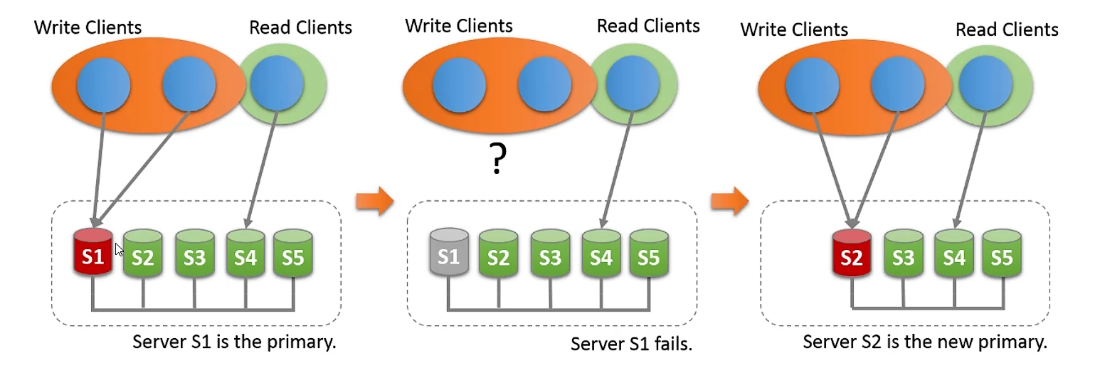 Write Clients
Read Clients
S1 S2 S3 S4 S5
Server S1 is the primary.
Write Clients
Read Clients
?
S1 S2 S3 S4 S5
Server S1 fails.
Write Clients
Read Clients
S2 S3 S4 S5
Server S2 is the new primary.